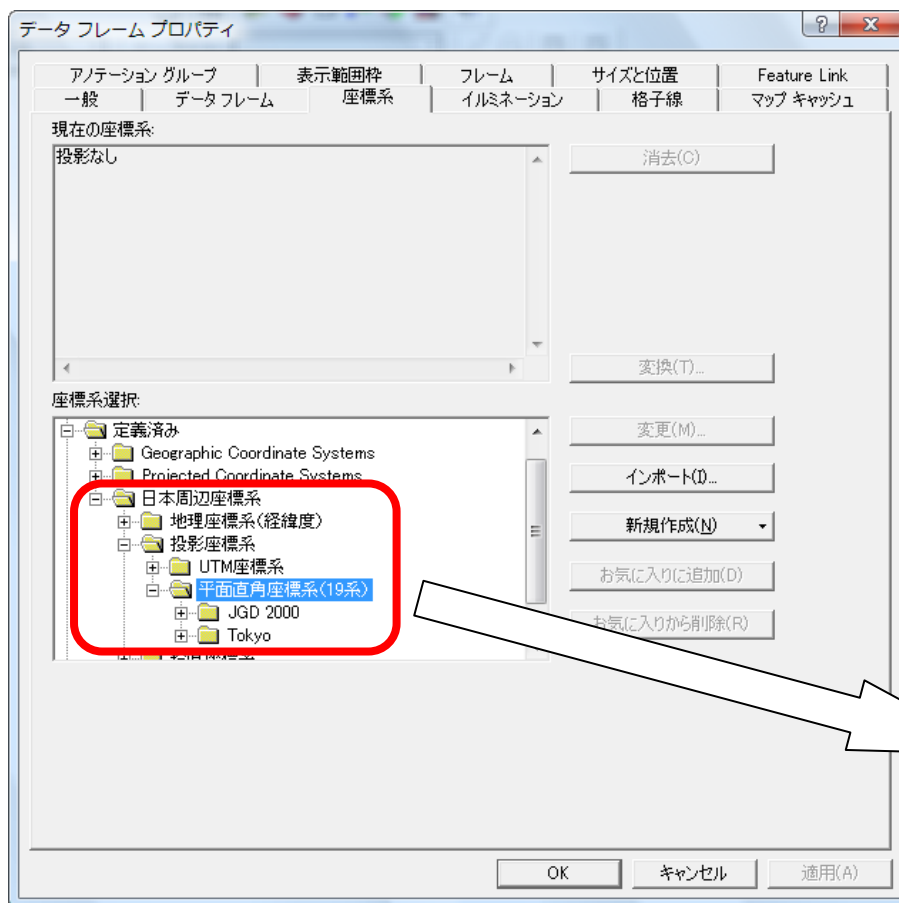 データ フレーム プロパティ
アノテーション グループ
表示範囲枠
フレーム
サイズと位置
Feature Link
一般
データ フレーム
座標系
イルミネーション
格子線
マップ キャッシュ
現在の座標系:
投影なし
消去(C)
変換(T)...
座標系選択:
定義済み
Geographic Coordinate Systems
Projected Coordinate Systems
日本周辺座標系
地理座標系(経緯度)
投影座標系
UTM座標系
平面直角座標系(19系)
JGD 2000
Tokyo
変更(M)...
インポート(I)...
新規作成(N)
お気に入りに追加(D)
お気に入りから削除(R)
OK
キャンセル
適用(A)